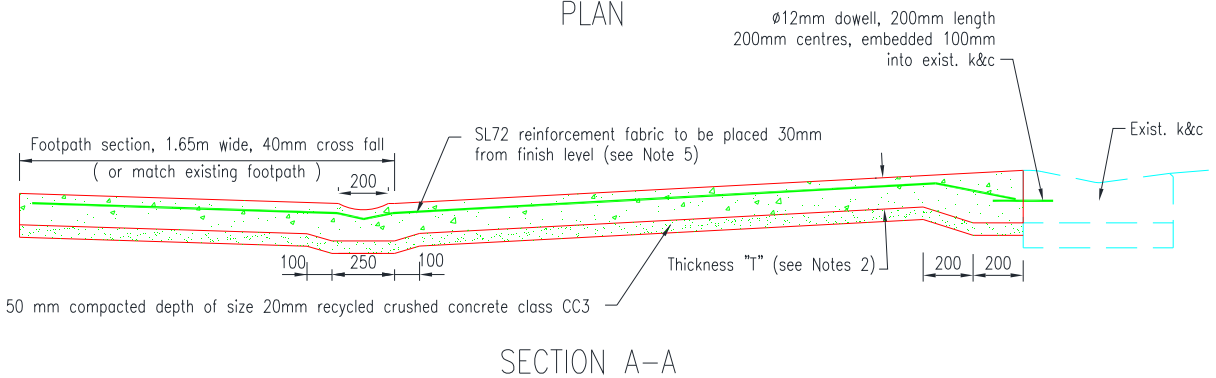 PLAN
ø12mm dowell, 200mm length
200mm centres, embedded 100mm
into exist. k&c
Footpath section, 1.65m wide, 40mm cross fall
( or match existing footpath )
SL72 reinforcement fabric to be placed 30mm
from finish level (see Note 5)
Exist. k&c
200
100
250
100
Thickness "T" (see Notes 2)
200
200
50 mm compacted depth of size 20mm recycled crushed concrete class CC3
SECTION A-A